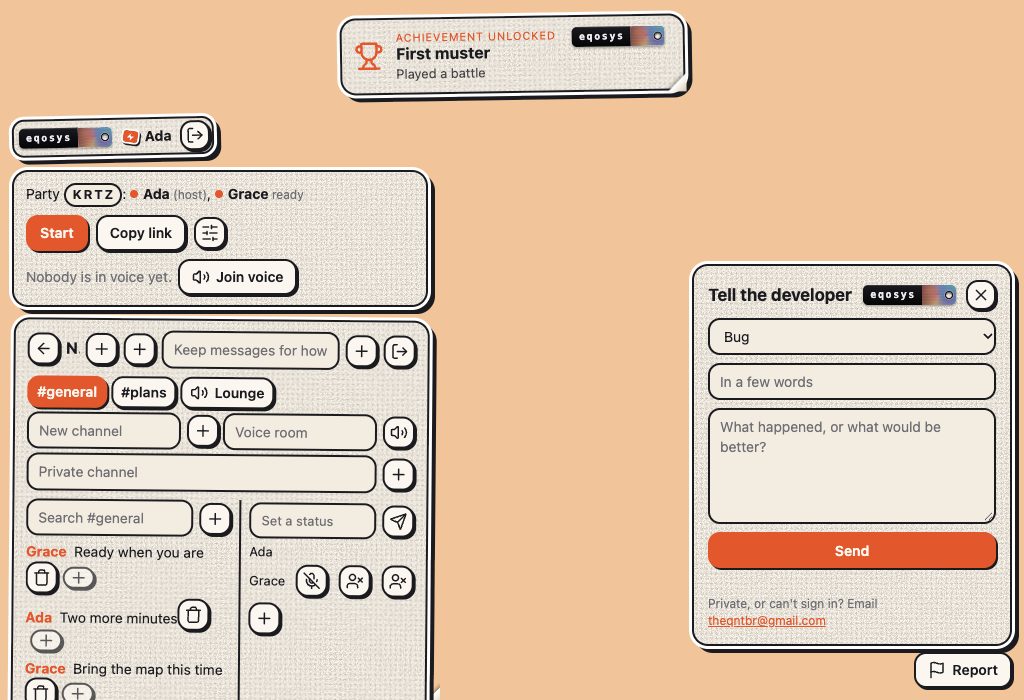 ACHIEVEMENT UNLOCKED eqosys
First muster
Played a battle
eqosys Ada
Party KRTZ: Ada (host), Grace ready
Start Copy link
Nobody is in voice yet. Join voice
N Keep messages for how
#general #plans Lounge
New channel Voice room
Private channel
Search #general Set a status
Grace Ready when you are
Ada Two more minutes
Grace Bring the map this time
Ada
Grace
Tell the developer eqosys
Bug
In a few words
What happened, or what would be
better?
Send
Private, or can't sign in? Email
theqntbr@gmail.com
Report